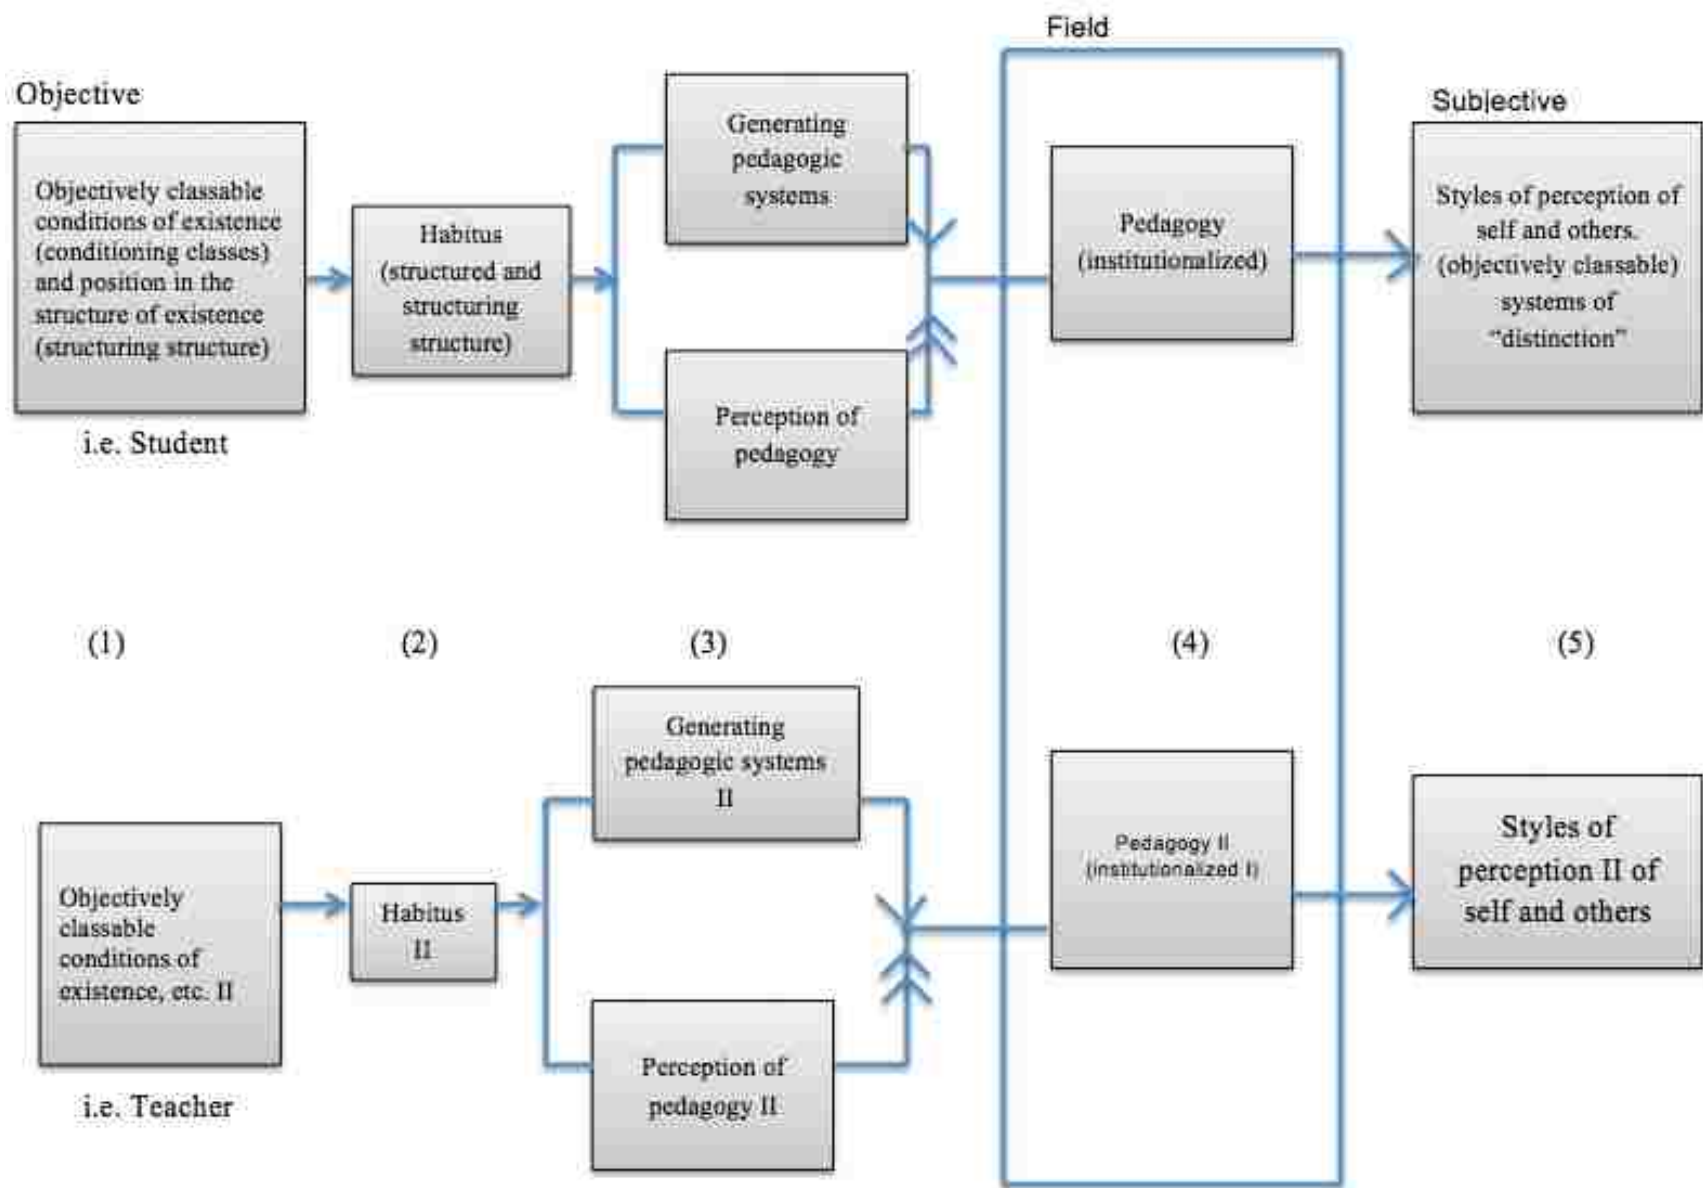 Field
Objective
Subjective
Objectively classable
conditions of existence
(conditioning classes)
and position in the
structure of existence
(structuring structure)
i.e. Student
Habitus
(structured and
structuring
structure)
Generating
pedagogic
systems
Perception of
pedagogy
Pedagogy
(institutionalized)
Styles of perception of
self and others.
(objectively classable)
systems of
“distinction”
(1)
(2)
(3)
(4)
(5)
Objectively
classable
conditions of
existence, etc. II
i.e. Teacher
Habitus
II
Generating
pedagogic systems
II
Perception of
pedagogy II
Pedagogy II
(institutionalized I)
Styles of
perception II of
self and others